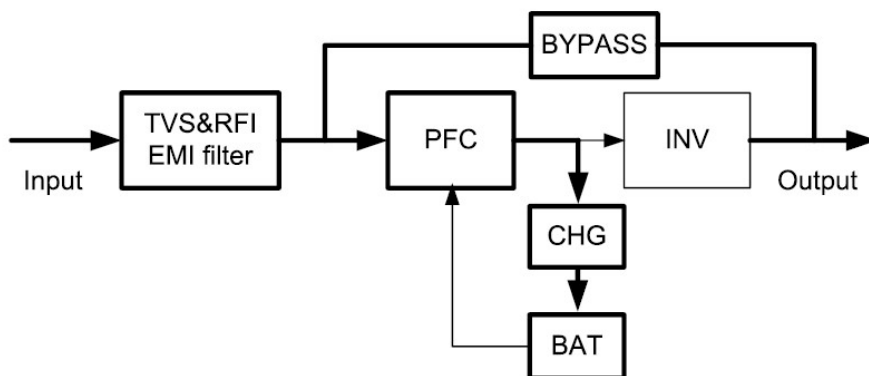 BYPASS
TVS&RFI
EMI filter
PFC
INV
Input
Output
CHG
BAT